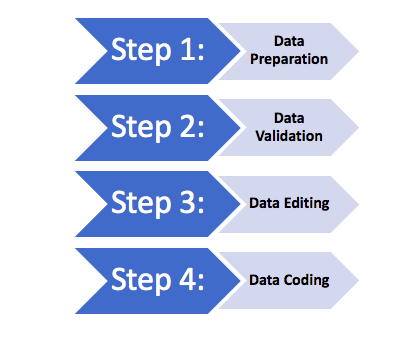 Step 1:
Data
Preparation
Step 2:
Data
Validation
Step 3:
Data Editing
Step 4:
Data Coding